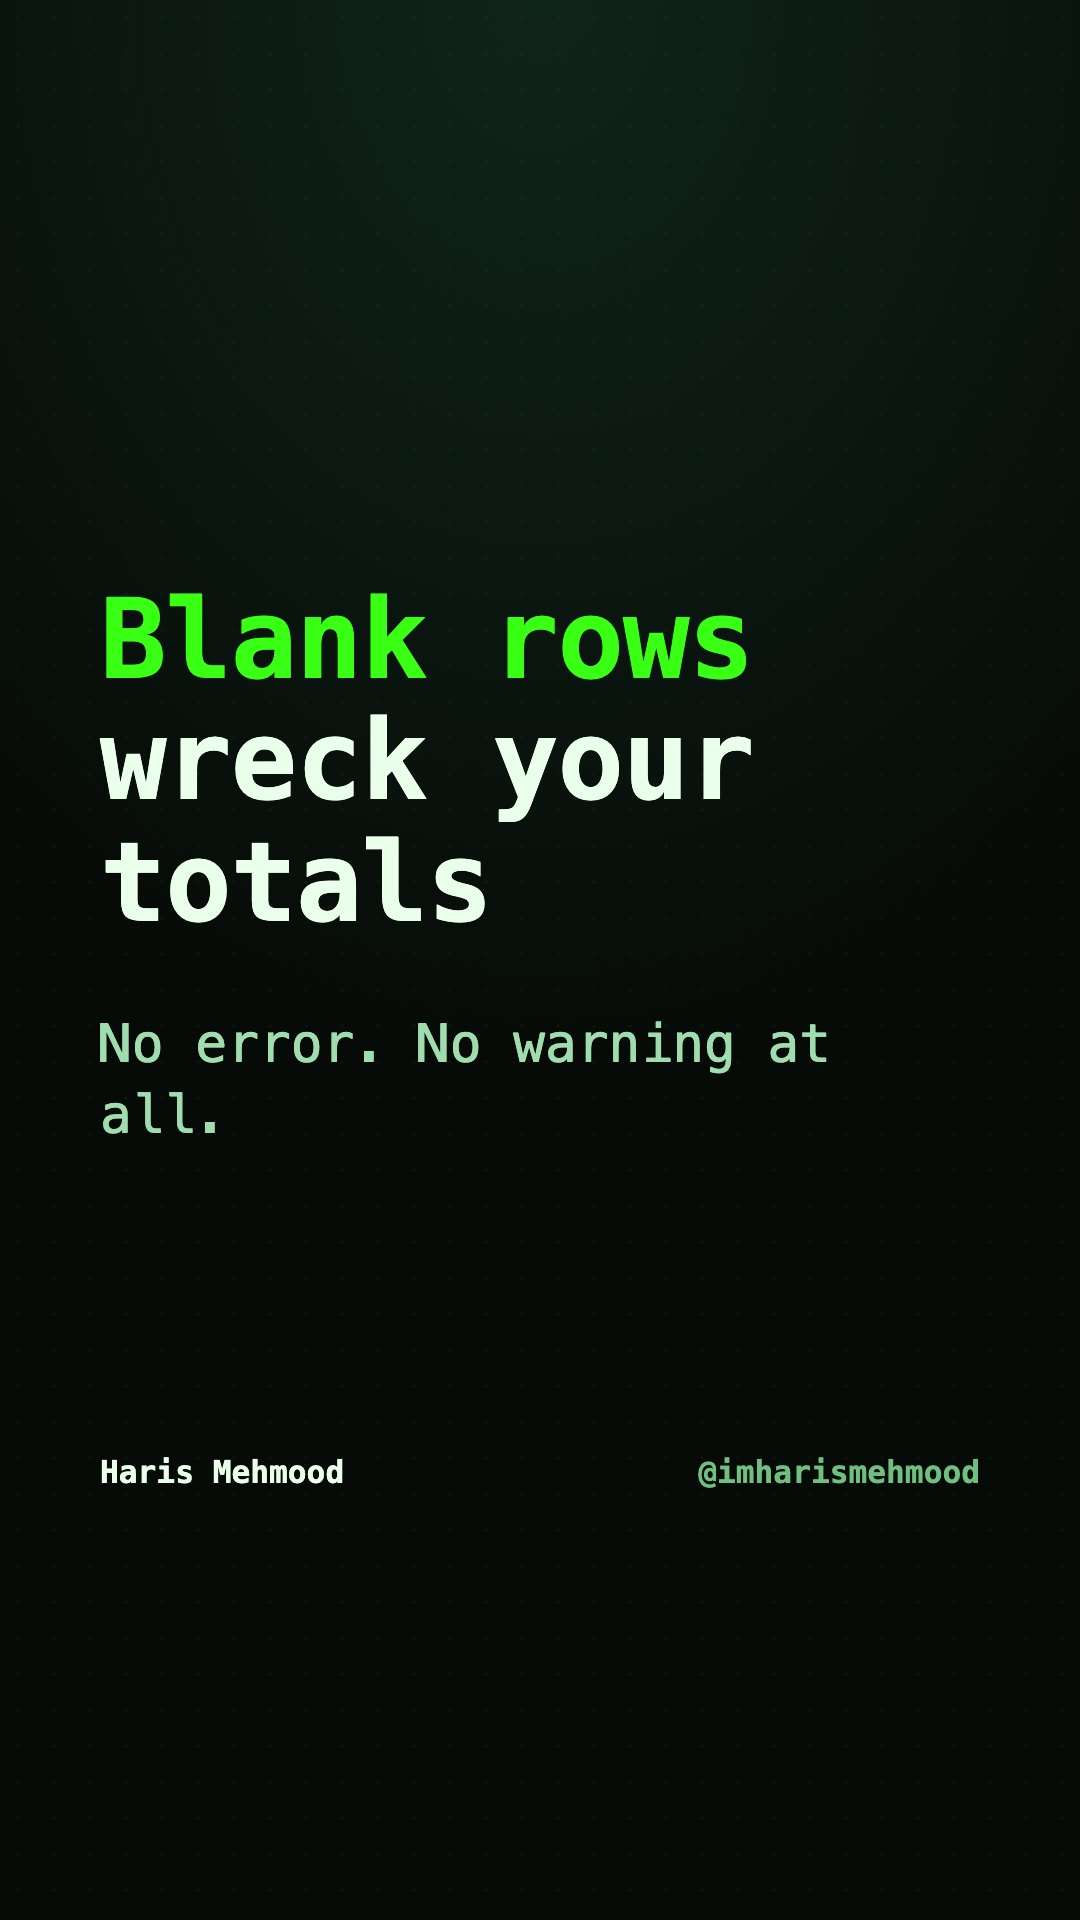 Blank rows
wreck your
totals
No error. No warning at
all.
Haris Mehmood
@imharismehmood